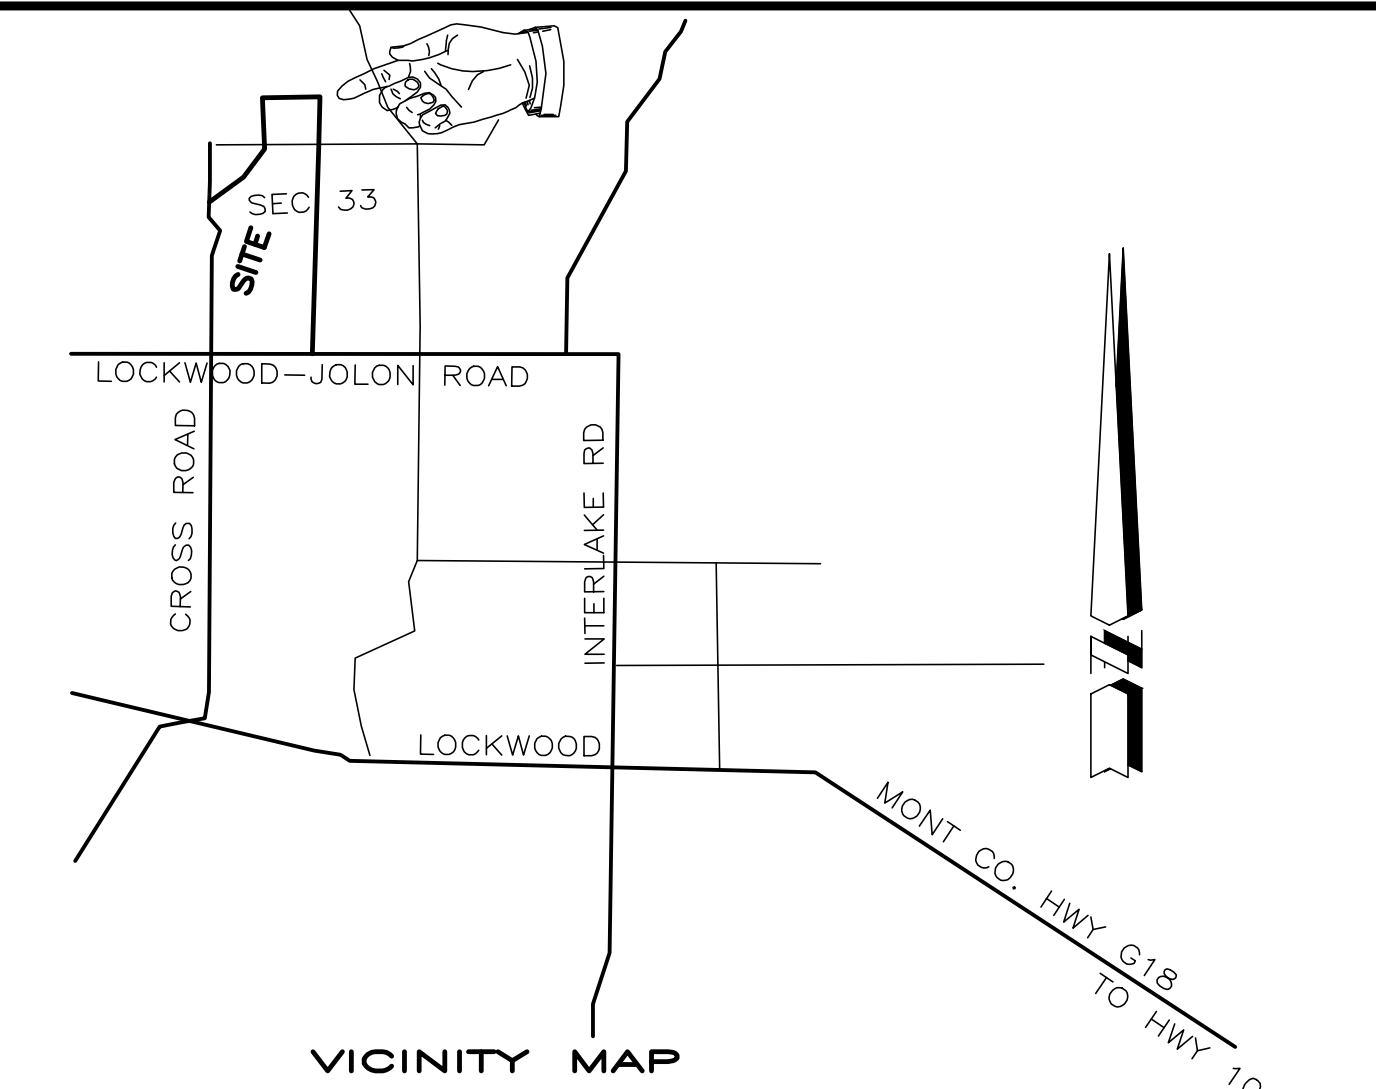 SEC 33
SITE
LOCKWOOD-JOLON ROAD
CROSS ROAD
INTERLAKE RD
N
LOCKWOOD
MONT CO. HWY G18
TO HWY
VICINITY MAP